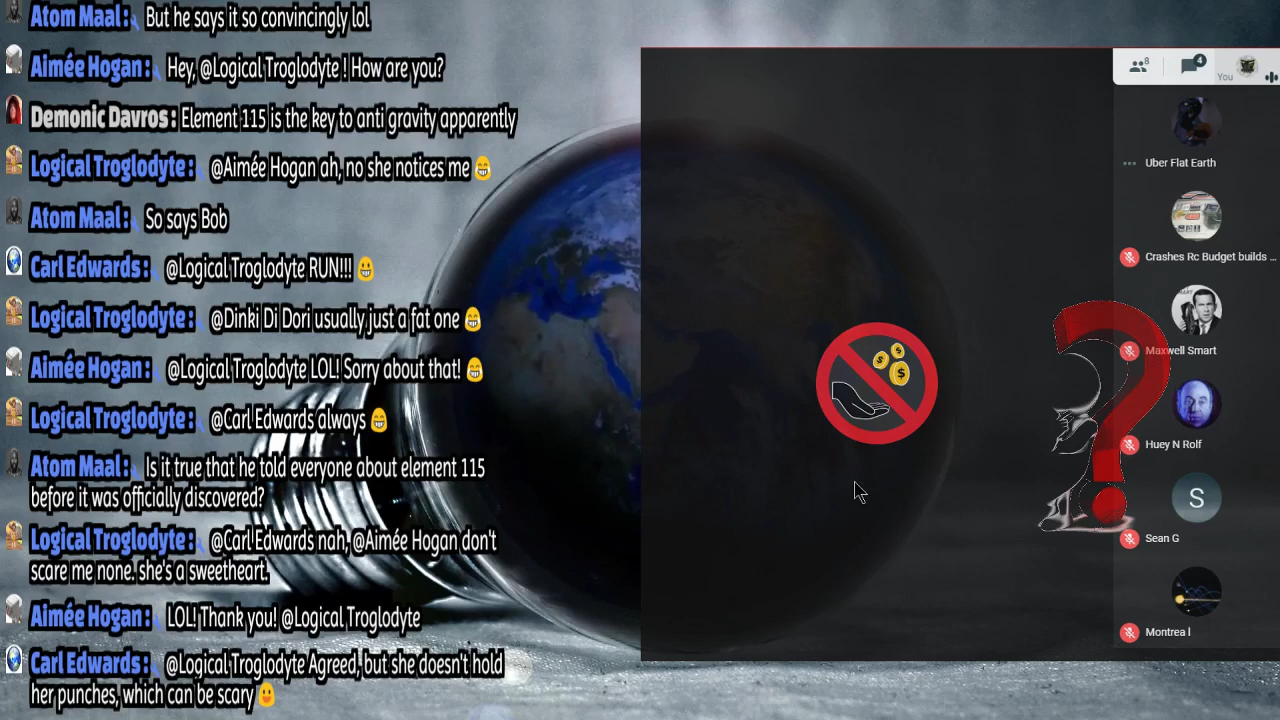 Atom Maal: But he says it so convincingly lol
Aimée Hogan: Hey, @Logical Troglodyte ! How are you?
Demonic Davros: Element 115 is the key to anti gravity apparently
Logical Troglodyte: @Aimée Hogan ah, no she notices me 😁
Atom Maal: So says Bob
Carl Edwards: @Logical Troglodyte RUN!!! 😀
Logical Troglodyte: @Dinki Di Dori usually just a fat one 😁
Aimée Hogan: @Logical Troglodyte LOL! Sorry about that! 😁
Logical Troglodyte: @Carl Edwards always 😁
Atom Maal: Is it true that he told everyone about element 115
before it was officially discovered?
Logical Troglodyte: @Carl Edwards nah, @Aimée Hogan don't
scare me none. she's a sweetheart.
Aimée Hogan: LOL! Thank you! @Logical Troglodyte
Carl Edwards: @Logical Troglodyte Agreed, but she doesn't hold
her punches, which can be scary 😃
8
4
You
Uber Flat Earth
Crashes Rc Budget builds ...
Maxwell Smart
Huey N Rolf
S
Sean G
Montrea l
$
$
$
?